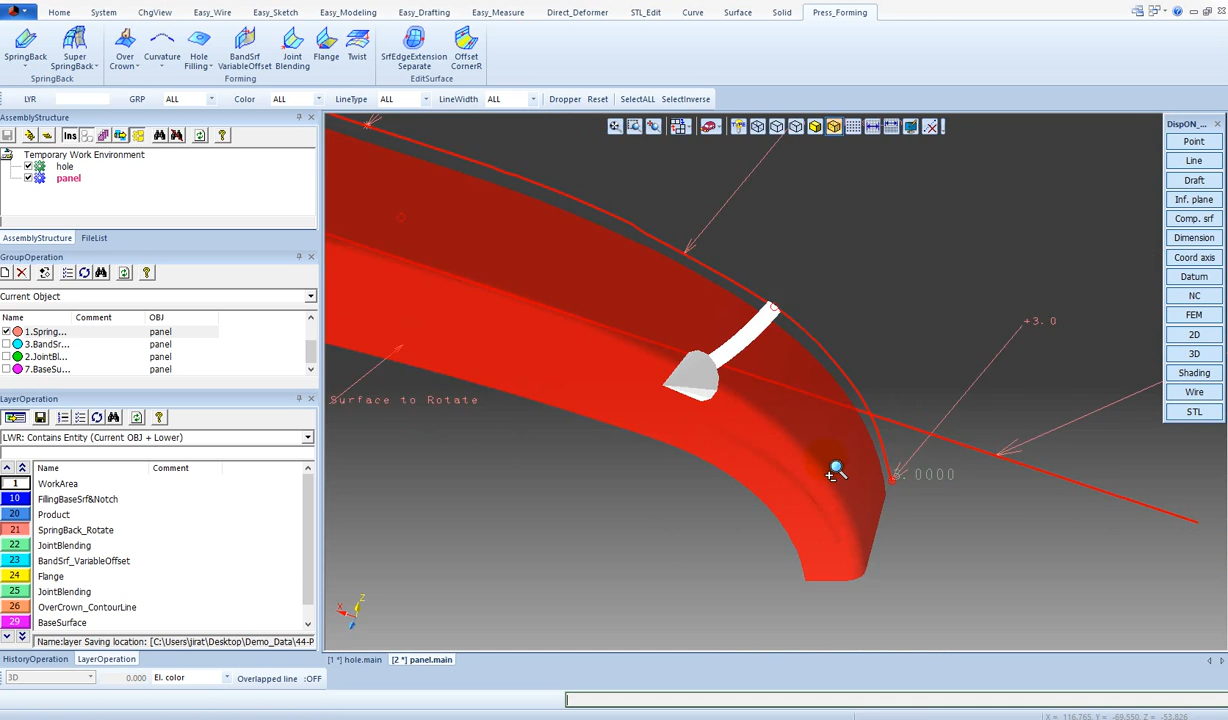 Home System ChgView Easy_Wire Easy_Sketch Easy_Modeling Easy_Drafting Easy_Measure Direct_Deformer STL_Edit Curve Surface Solid Press_Forming
SpringBack Super SpringBack Over Crown Curvature Hole Filling BandSrf VariableOffset Joint Blending Flange Twist SrfEdgeExtension Separate Offset CornerR
SpringBack Forming EditSurface
LYR GRP ALL Color ALL LineType ALL LineWidth ALL Dropper Reset SelectALL SelectInverse
AssemblyStructure
Ins
Temporary Work Environment
hole
panel
AssemblyStructure FileList
GroupOperation
Current Object
Name Comment OBJ
1.Spring... panel
3.BandSr... panel
2.JointBl... panel
7.BaseSu... panel
LayerOperation
LWR: Contains Entity (Current OBJ + Lower)
Name Comment
1 WorkArea
10 FillingBaseSrf&Notch
20 Product
21 SpringBack_Rotate
22 JointBlending
23 BandSrf_VariableOffset
24 Flange
25 JointBlending
26 OverCrown_ContourLine
29 BaseSurface
Name:layer Saving location: [C:\Users\jirat\Desktop\Demo_Data\44-P
HistoryOperation LayerOperation
3D 0.000 El. color Overlapped line :OFF
+3.0
Surface to Rotate
.0000
X Z
[1 *] hole.main [2 *] panel.main
DispON_...
Point
Line
Draft
Inf. plane
Comp. srf
Dimension
Coord axis
Datum
NC
FEM
2D
3D
Shading
Wire
STL
X = 116.765, Y = -69.550, Z = -53.826